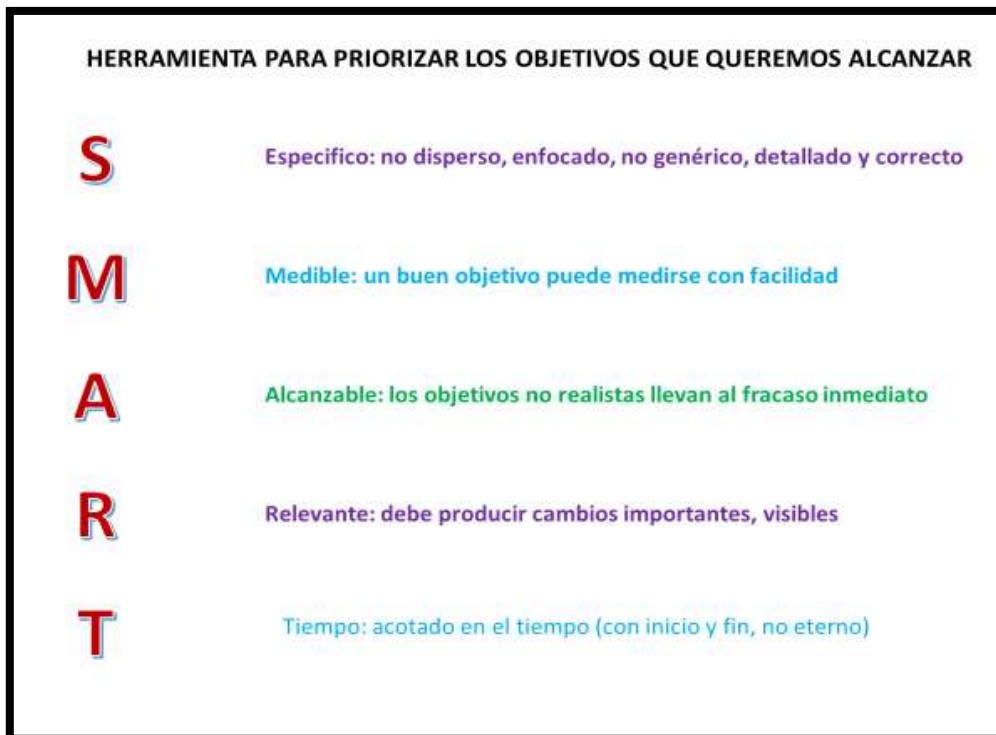 HERRAMIENTA PARA PRIORIZAR LOS OBJETIVOS QUE QUEREMOS ALCANZAR
S Especifico: no disperso, enfocado, no genérico, detallado y correcto
M Medible: un buen objetivo puede medirse con facilidad
A Alcanzable: los objetivos no realistas llevan al fracaso inmediato
R Relevante: debe producir cambios importantes, visibles
T Tiempo: acotado en el tiempo (con inicio y fin, no eterno)